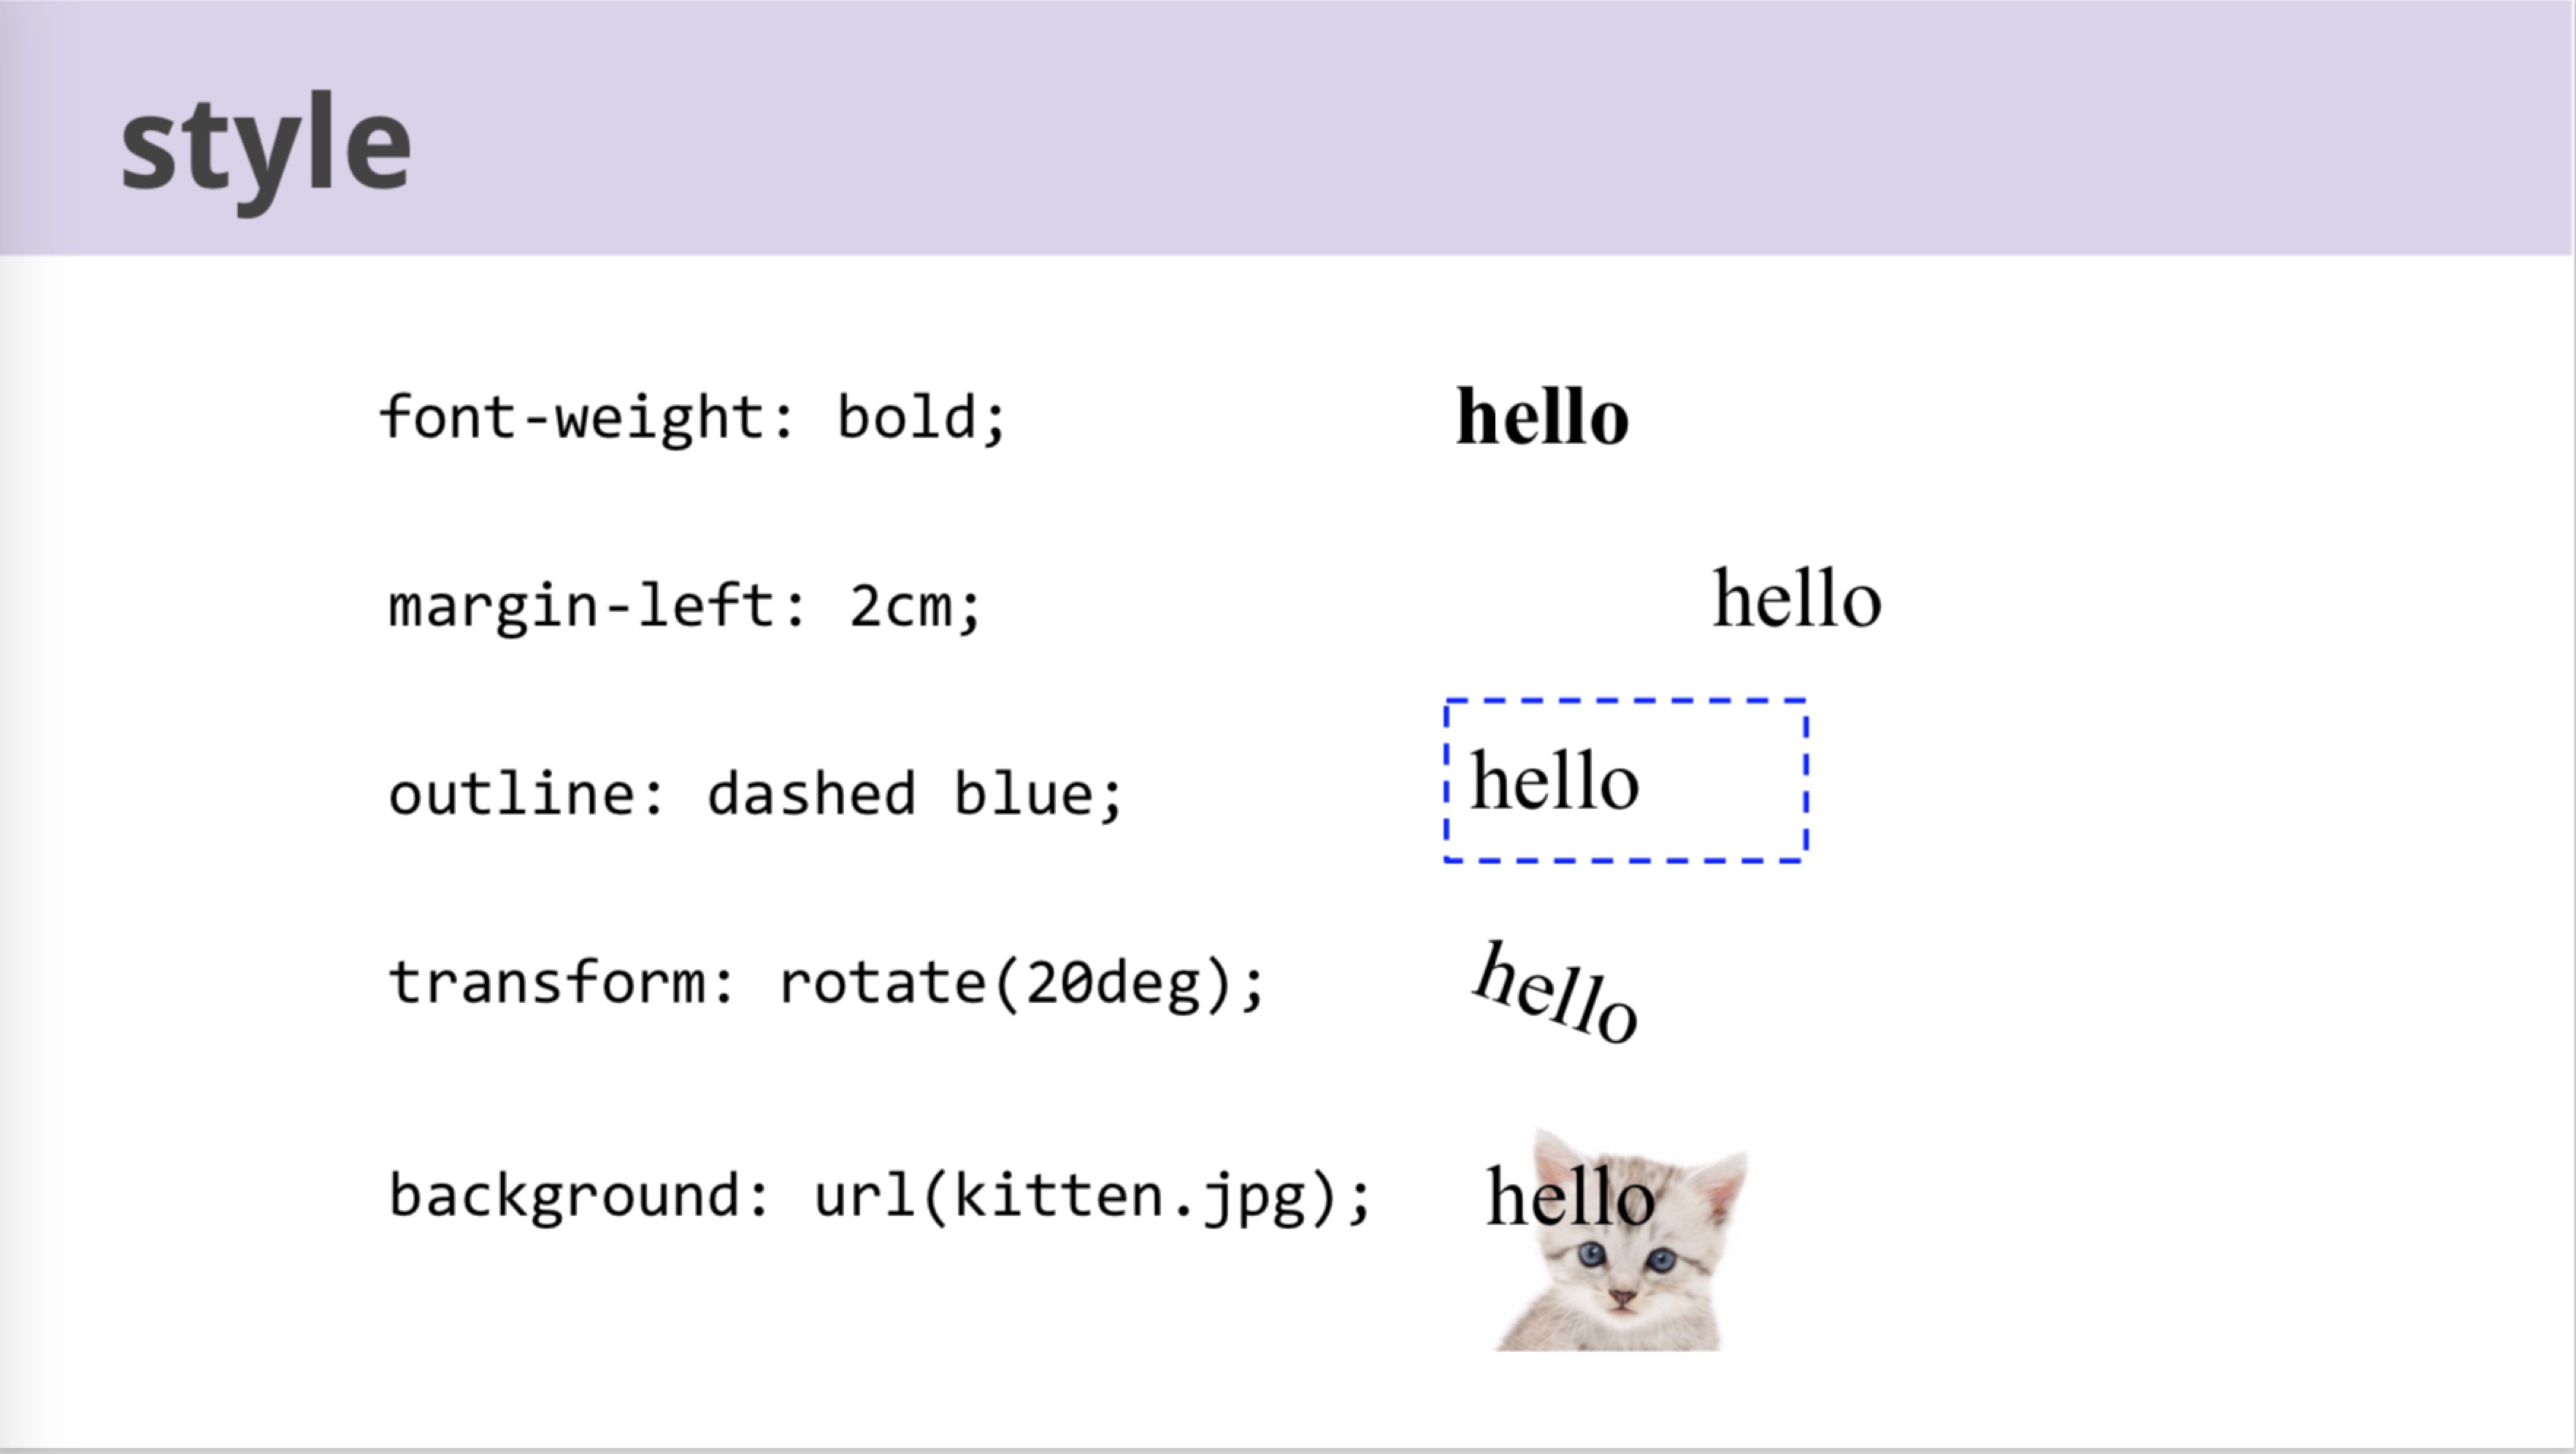 style
font-weight: bold; hello
margin-left: 2cm; hello
outline: dashed blue; hello
transform: rotate(20deg); hello
background: url(kitten.jpg); hello